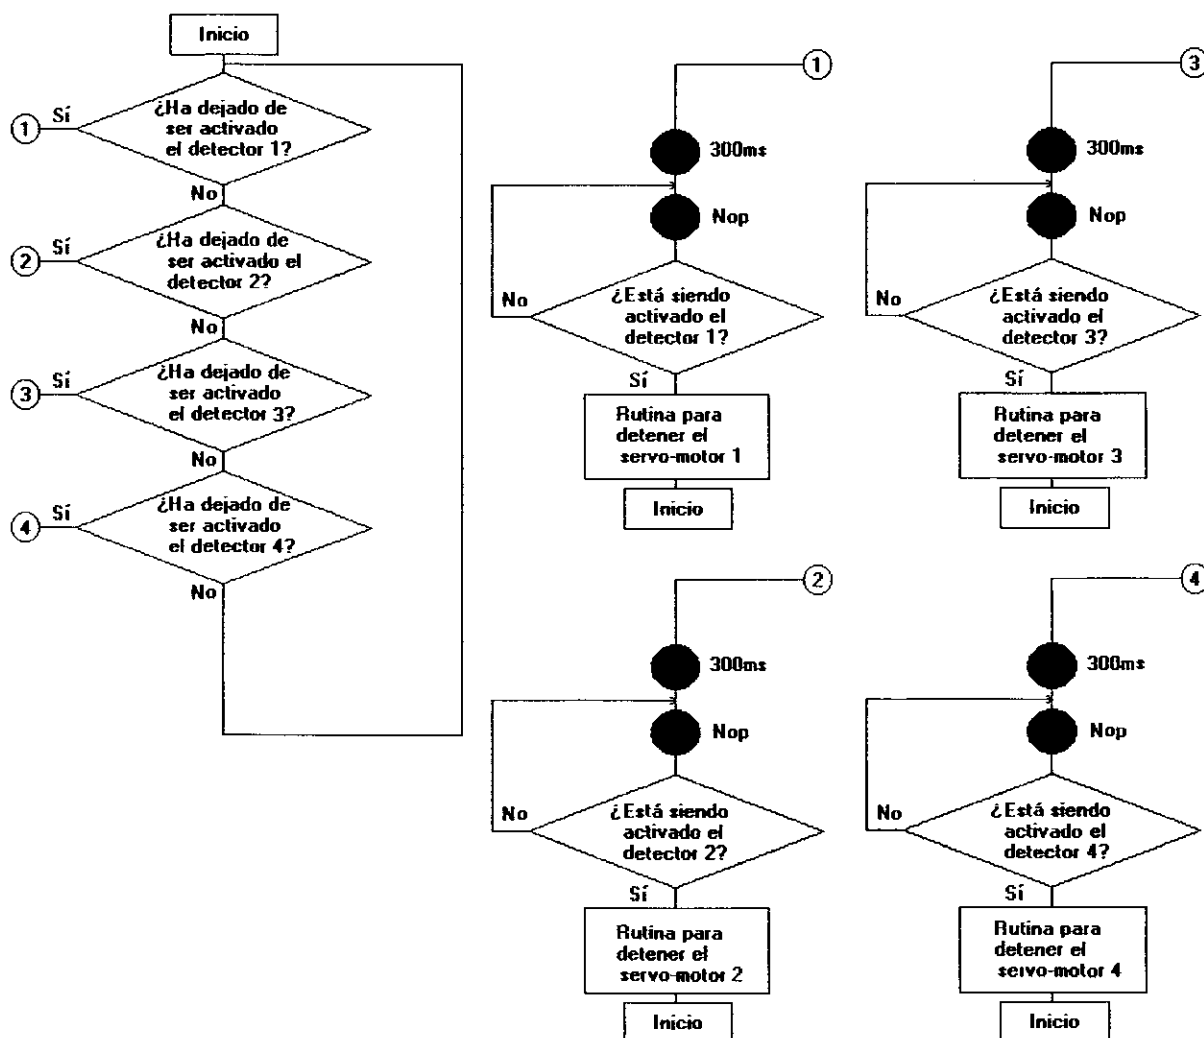 Inicio
¿Ha dejado de
ser activado
el detector 1?
Sí
1
No
¿Ha dejado de
ser activado el
detector 2?
Sí
2
No
¿Ha dejado de
ser activado
el detector 3?
Sí
3
No
¿Ha dejado de
ser activado
el detector 4?
Sí
4
No
1
300ms
Nop
¿Está siendo
activado el
detector 1?
No
Sí
Rutina para
detener el
servo-motor 1
Inicio
3
300ms
Nop
¿Está siendo
activado el
detector 3?
No
Sí
Rutina para
detener el
servo-motor 3
Inicio
2
300ms
Nop
¿Está siendo
activado el
detector 2?
No
Sí
Rutina para
detener el
servo-motor 2
Inicio
4
300ms
Nop
¿Está siendo
activado el
detector 4?
No
Sí
Rutina para
detener el
servo-motor 4
Inicio